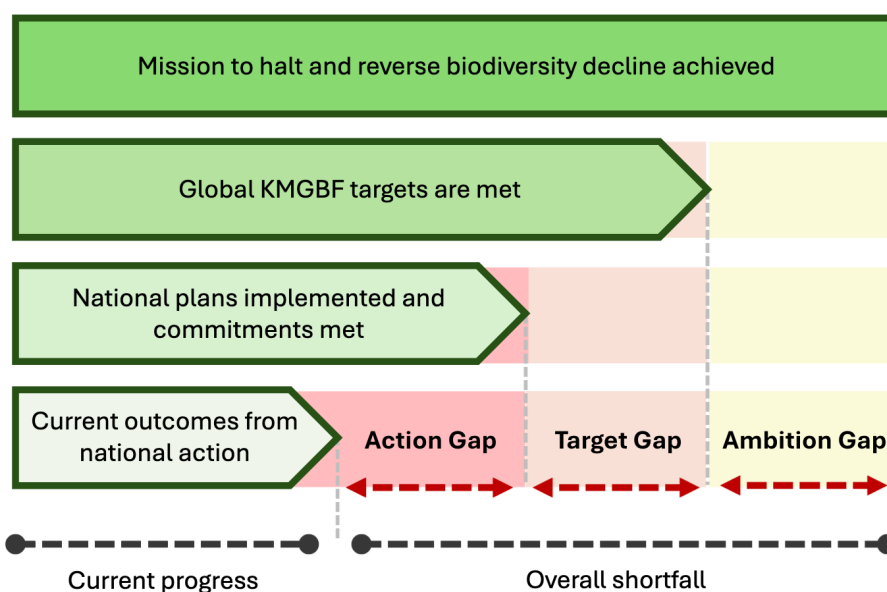 Mission to halt and reverse biodiversity decline achieved
Global KMGBF targets are met
National plans implemented and
commitments met
Current outcomes from
national action
Action Gap
Target Gap
Ambition Gap
Current progress
Overall shortfall